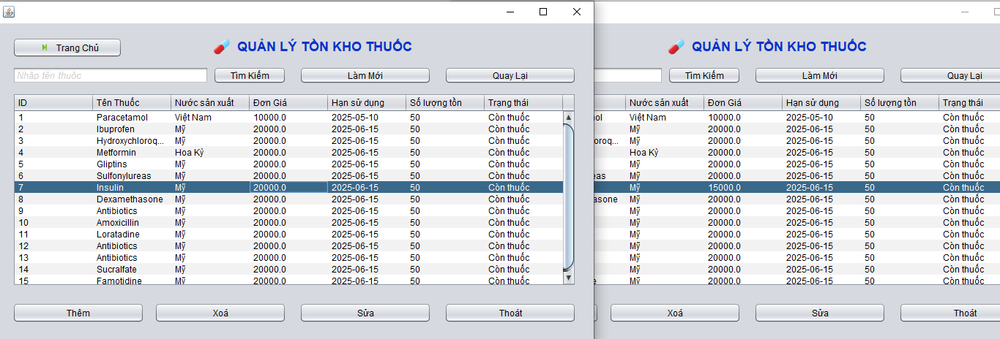 Trang Chủ
QUẢN LÝ TỒN KHO THUỐC
Nhập tên thuốc
Tìm Kiếm
Làm Mới
Quay Lại
ID Tên Thuốc Nước sản xuất Đơn Giá Hạn sử dụng Số lượng tồn Trạng thái
1 Paracetamol Việt Nam 10000.0 2025-05-10 50 Còn thuốc
2 Ibuprofen Mỹ 20000.0 2025-06-15 50 Còn thuốc
3 Hydroxychloroq... Mỹ 20000.0 2025-06-15 50 Còn thuốc
4 Metformin Hoa Kỳ 20000.0 2025-06-15 50 Còn thuốc
5 Gliptins Mỹ 20000.0 2025-06-15 50 Còn thuốc
6 Sulfonylureas Mỹ 20000.0 2025-06-15 50 Còn thuốc
7 Insulin Mỹ 20000.0 2025-06-15 50 Còn thuốc
8 Dexamethasone Mỹ 20000.0 2025-06-15 50 Còn thuốc
9 Antibiotics Mỹ 20000.0 2025-06-15 50 Còn thuốc
10 Amoxicillin Mỹ 20000.0 2025-06-15 50 Còn thuốc
11 Loratadine Mỹ 20000.0 2025-06-15 50 Còn thuốc
12 Antibiotics Mỹ 20000.0 2025-06-15 50 Còn thuốc
13 Antibiotics Mỹ 20000.0 2025-06-15 50 Còn thuốc
14 Sucralfate Mỹ 20000.0 2025-06-15 50 Còn thuốc
15 Famotidine Mỹ 20000.0 2025-06-15 50 Còn thuốc
Thêm
Xoá
Sửa
Thoát
QUẢN LÝ TỒN KHO THUỐC
Tìm Kiếm
Làm Mới
Quay Lại
Nước sản xuất Đơn Giá Hạn sử dụng Số lượng tồn Trạng thái
nol Việt Nam 10000.0 2025-05-10 50 Còn thuốc
Mỹ 20000.0 2025-06-15 50 Còn thuốc
oroq... Mỹ 20000.0 2025-06-15 50 Còn thuốc
Hoa Kỳ 20000.0 2025-06-15 50 Còn thuốc
Mỹ 20000.0 2025-06-15 50 Còn thuốc
eas Mỹ 20000.0 2025-06-15 50 Còn thuốc
Mỹ 15000.0 2025-06-15 50 Còn thuốc
asone Mỹ 20000.0 2025-06-15 50 Còn thuốc
Mỹ 20000.0 2025-06-15 50 Còn thuốc
Mỹ 20000.0 2025-06-15 50 Còn thuốc
Mỹ 20000.0 2025-06-15 50 Còn thuốc
Mỹ 20000.0 2025-06-15 50 Còn thuốc
Mỹ 20000.0 2025-06-15 50 Còn thuốc
Mỹ 20000.0 2025-06-15 50 Còn thuốc
e Mỹ 20000.0 2025-06-15 50 Còn thuốc
Xoá
Sửa
Thoát